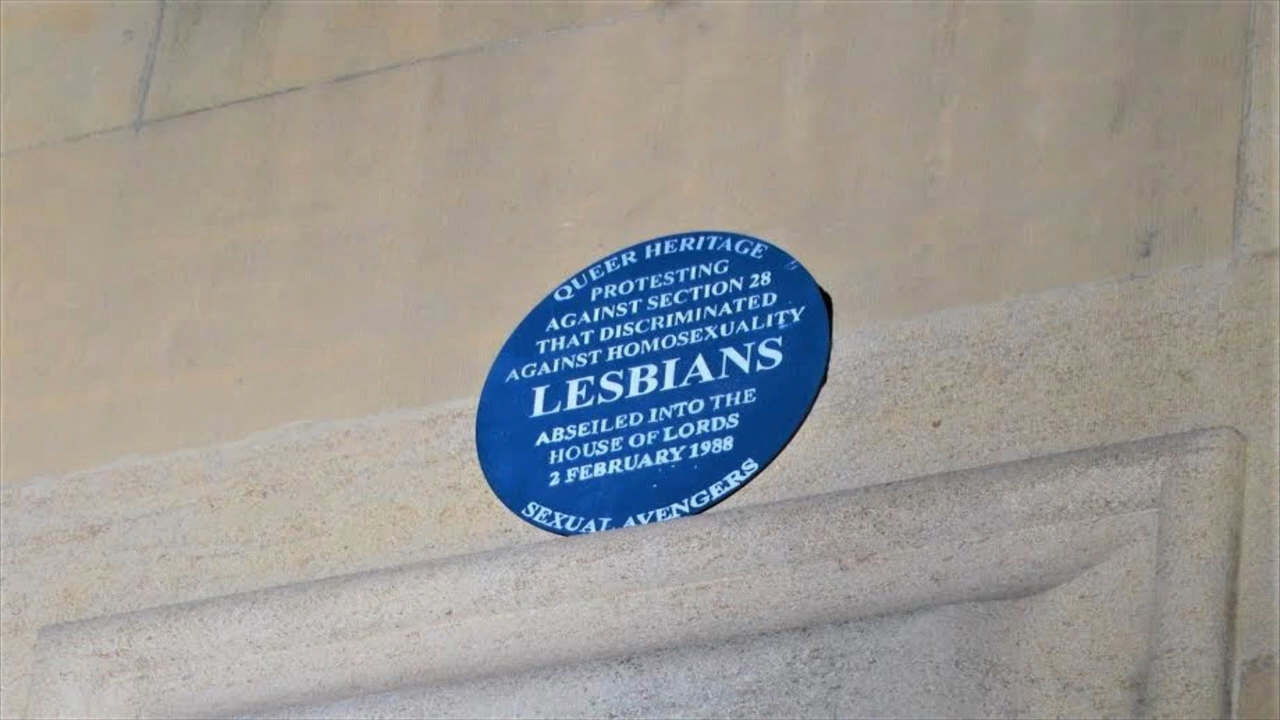 QUEER HERITAGE
PROTESTING
AGAINST SECTION 28
THAT DISCRIMINATED
AGAINST HOMOSEXUALITY
LESBIANS
ABSEILED INTO THE
HOUSE OF LORDS
2 FEBRUARY 1988
SEXUAL AVENGERS